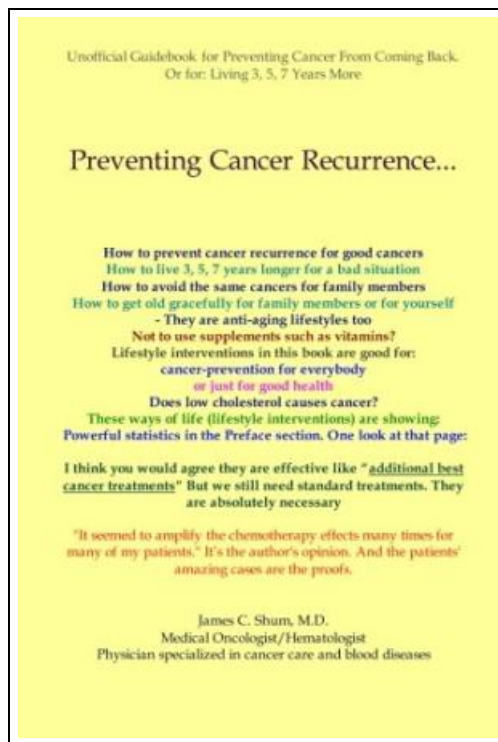 Unofficial Guidebook for Preventing Cancer From Coming Back.
Or for: Living 3, 5, 7 Years More
Preventing Cancer Recurrence...
How to prevent cancer recurrence for good cancers
How to live 3, 5, 7 years longer for a bad situation
How to avoid the same cancers for family members
How to get old gracefully for family members or for yourself
- They are anti-aging lifestyles too
Not to use supplements such as vitamins?
Lifestyle interventions in this book are good for:
cancer-prevention for everybody
or just for good health
Does low cholesterol causes cancer?
These ways of life (lifestyle interventions) are showing:
Powerful statistics in the Preface section. One look at that page:
I think you would agree they are effective like "additional best
cancer treatments" But we still need standard treatments. They
are absolutely necessary
"It seemed to amplify the chemotherapy effects many times for
many of my patients." It's the author's opinion. And the patients'
amazing cases are the proofs.
James C. Shum, M.D.
Medical Oncologist/Hematologist
Physician specialized in cancer care and blood diseases